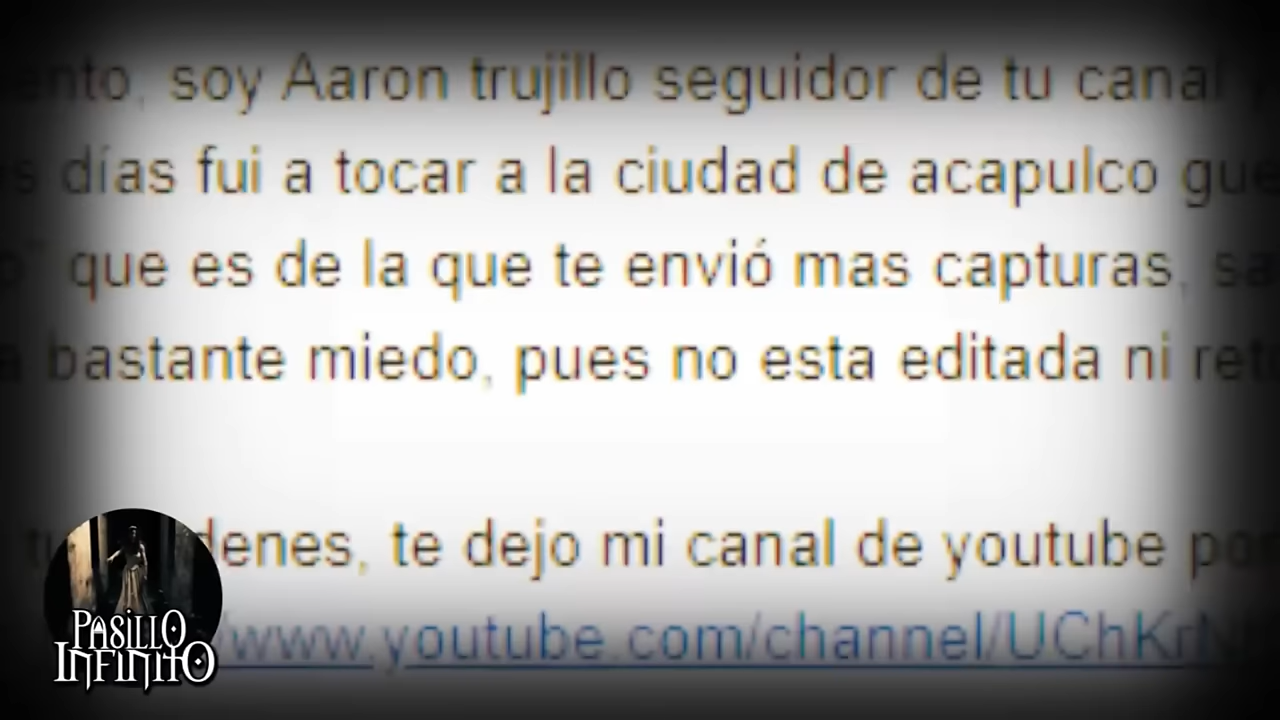 soy Aaron trujillo seguidor de tu canal
días fui a tocar a la ciudad de acapulco
que es de la que te envió mas capturas,
bastante miedo, pues no esta editada ni
te dejo mi canal de youtube
www.youtube.com/channel/UChKr
PASILLO
INFINITO